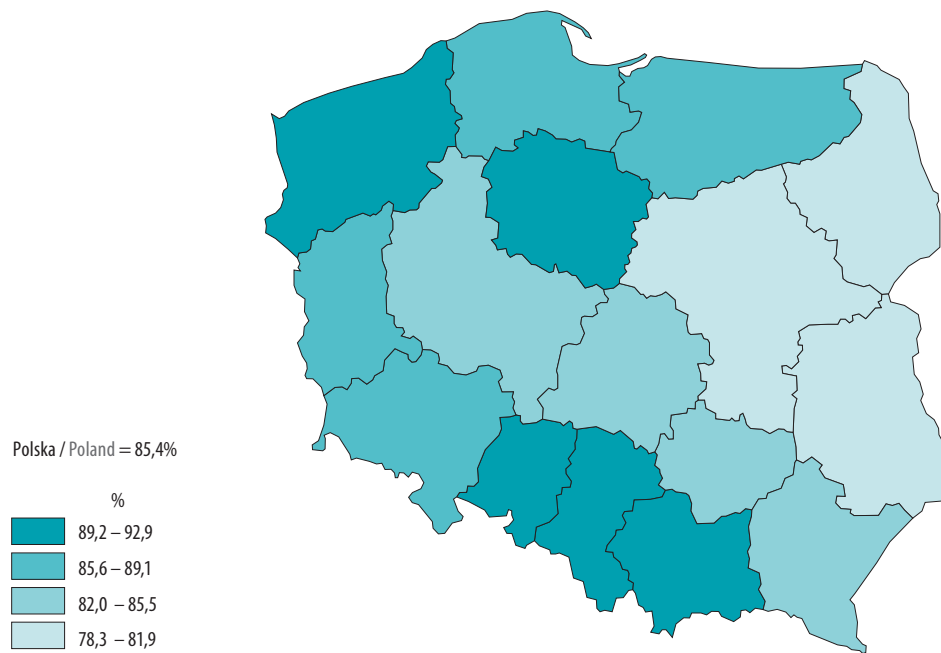 Polska / Poland = 85,4%
%
89,2 – 92,9
85,6 – 89,1
82,0 – 85,5
78,3 – 81,9